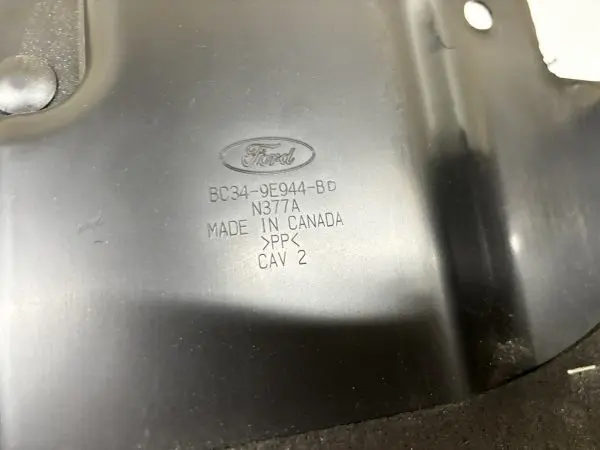 Ford
BC34-9E944-BD
N377A
MADE IN CANADA
>PP<
CAV 2